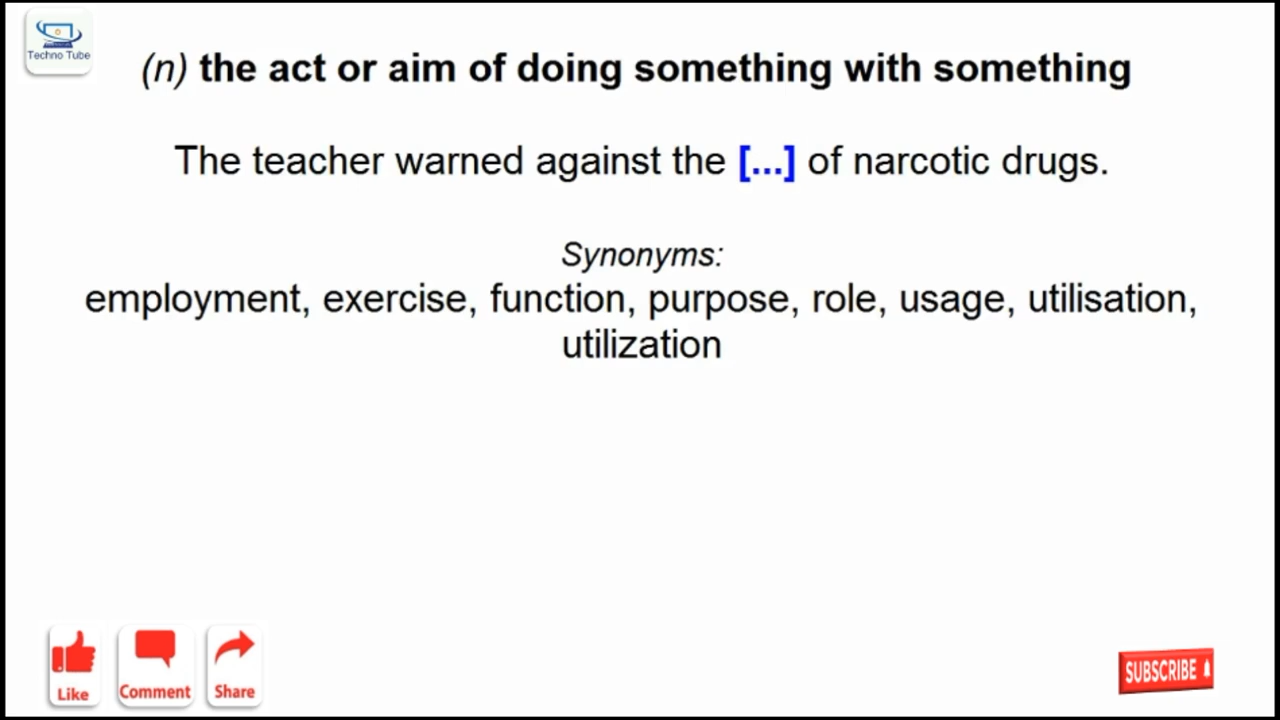 Techno Tube
(n) the act or aim of doing something with something
The teacher warned against the [...] of narcotic drugs.
Synonyms:
employment, exercise, function, purpose, role, usage, utilisation,
utilization
Like
Comment
Share
SUBSCRIBE